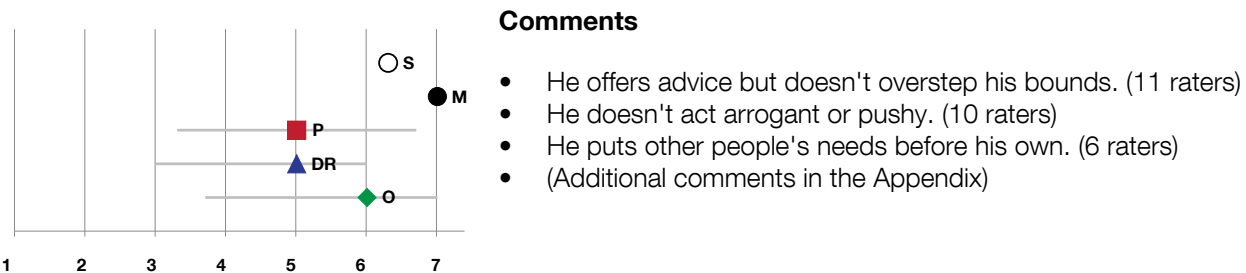 Comments
S
• He offers advice but doesn't overstep his bounds. (11 raters)
M
• He doesn't act arrogant or pushy. (10 raters)
P
• He puts other people's needs before his own. (6 raters)
DR
• (Additional comments in the Appendix)
O
1 2 3 4 5 6 7